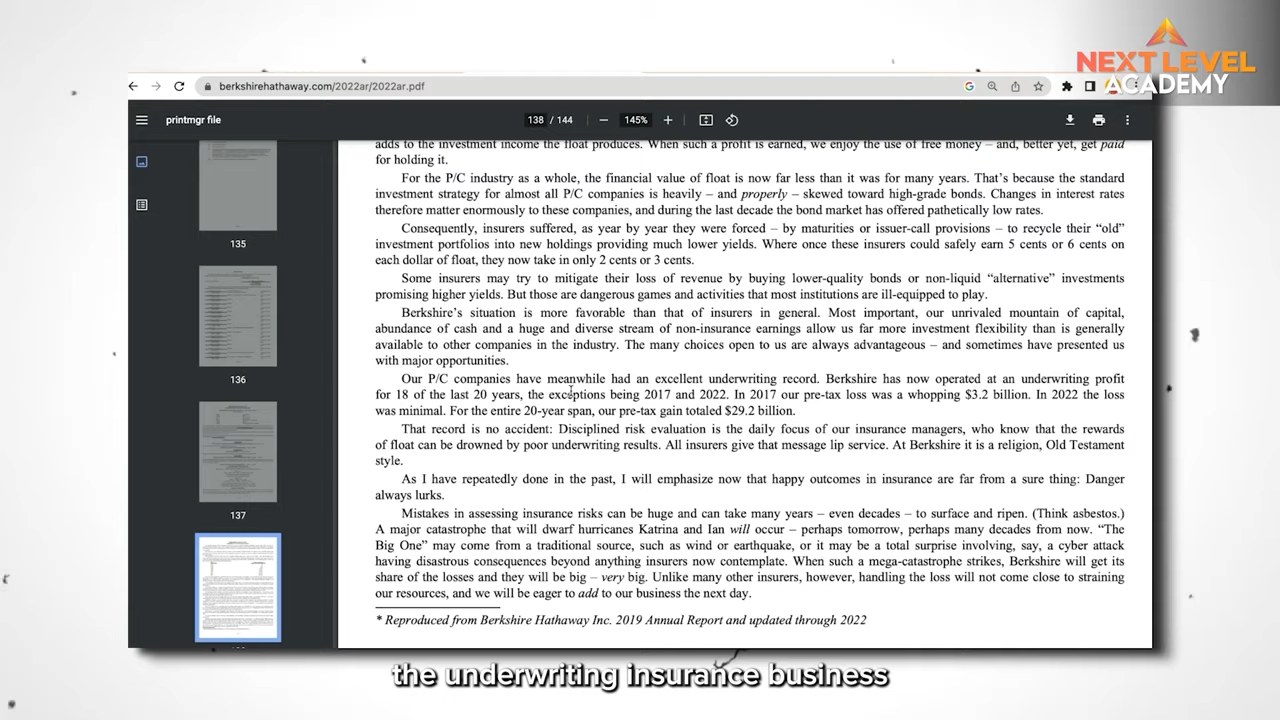 NEXT LEVEL
ACADEMY
berkshirehathaway.com/2022ar/2022ar.pdf
printmgr file
138 / 144
145%
135
136
137
adds to the investment income the float produces. When such a profit is earned, we enjoy the use of free money – and, better yet, get paid
for holding it.
For the P/C industry as a whole, the financial value of float is now far less than it was for many years. That's because the standard
investment strategy for almost all P/C companies is heavily – and properly – skewed toward high-grade bonds. Changes in interest rates
therefore matter enormously to these companies, and during the last decade the bond market has offered pathetically low rates.
Consequently, insurers suffered, as year by year they were forced – by maturities or issuer-call provisions – to recycle their “old”
investment portfolios into new holdings providing much lower yields. Where once these insurers could safely earn 5 cents or 6 cents on
each dollar of float, they now take in only 2 cents or 3 cents.
Some insurers may try to mitigate their loss of revenue by buying lower-quality bonds or non-liquid “alternative” investments
promising higher yields. But those are dangerous games and activities that most institutions are ill-equipped to play.
Berkshire's situation is more favorable than that of insurers in general. Most important, our unrivaled mountain of capital,
abundance of cash and a huge and diverse stream of non-insurance earnings allow us far more investment flexibility than is generally
available to other companies in the industry. The many choices open to us are always advantageous – and sometimes have presented us
with major opportunities.
Our P/C companies have meanwhile had an excellent underwriting record. Berkshire has now operated at an underwriting profit
for 18 of the last 20 years, the exceptions being 2017 and 2022. In 2017 our pre-tax loss was a whopping $3.2 billion. In 2022 the loss
was minimal. For the entire 20-year span, our pre-tax gain totaled $29.2 billion.
That record is no accident: Disciplined risk evaluation is the daily focus of our insurance managers, who know that the rewards
of float can be drowned by poor underwriting results. All insurers give that message lip service. At Berkshire it is a religion, Old Testament
style.
As I have repeatedly done in the past, I will emphasize now that happy outcomes in insurance are far from a sure thing: Danger
always lurks.
Mistakes in assessing insurance risks can be huge and can take many years – even decades – to surface and ripen. (Think asbestos.)
A major catastrophe that will dwarf hurricanes Katrina and Ian will occur – perhaps tomorrow, perhaps many decades from now. “The
Big One” may come from a traditional source, such as wind or earthquake, or it may be a total surprise involving, say, a cyber attack
having disastrous consequences beyond anything insurers now contemplate. When such a mega-catastrophe strikes, Berkshire will get its
share of the losses and they will be big – very big. Unlike many other insurers, however, handling the loss will not come close to straining
our resources, and we will be eager to add to our business the next day.
* Reproduced from Berkshire Hathaway Inc. 2019 Annual Report and updated through 2022
the underwriting insurance business